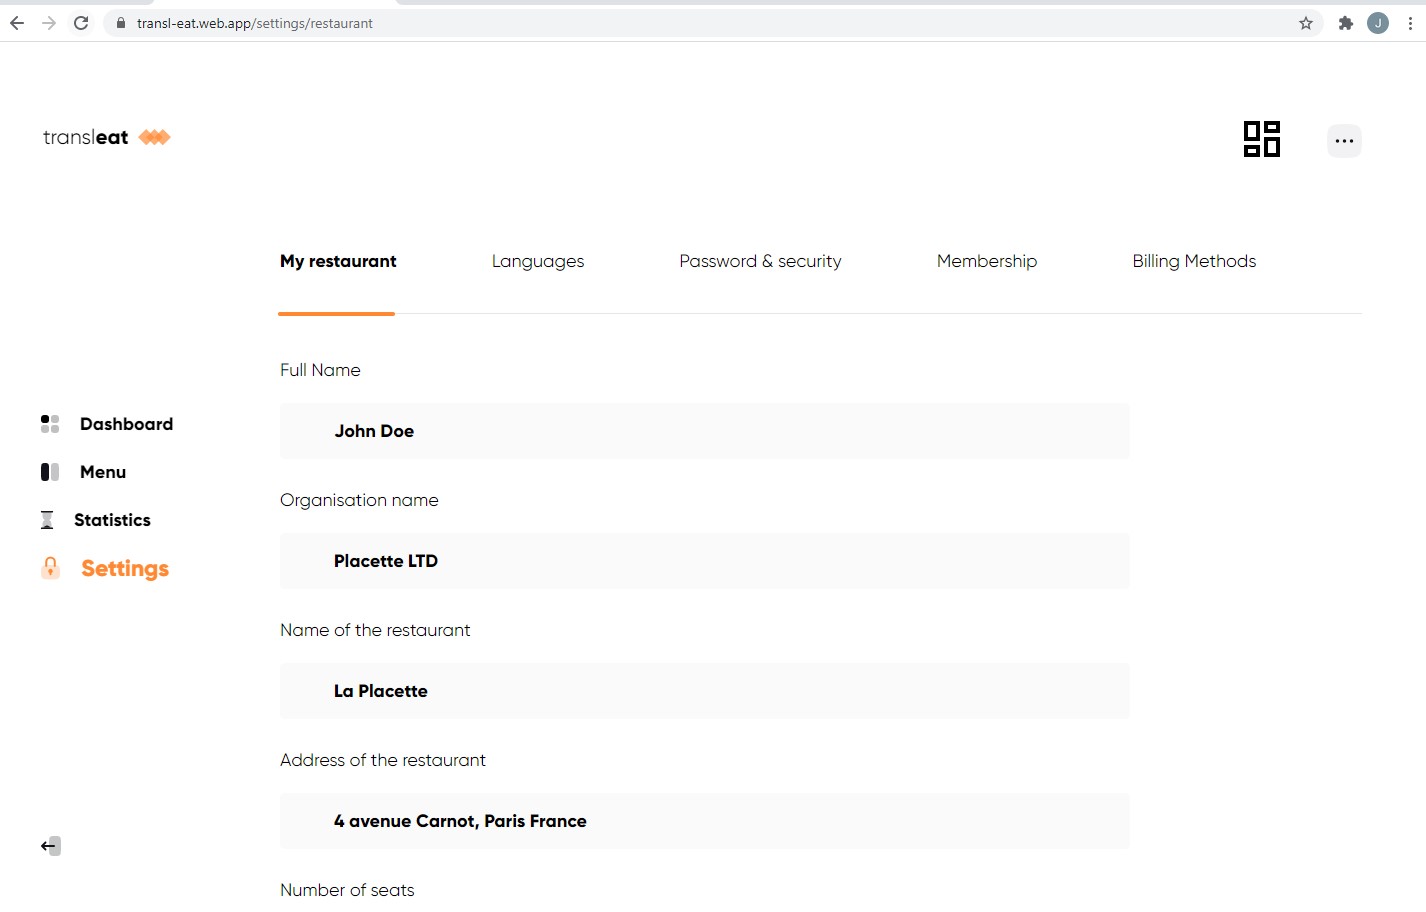 transl-eat.web.app/settings/restaurant
J
transleat
My restaurant
Languages
Password & security
Membership
Billing Methods
Full Name
John Doe
Organisation name
Placette LTD
Name of the restaurant
La Placette
Address of the restaurant
4 avenue Carnot, Paris France
Number of seats
Dashboard
Menu
Statistics
Settings